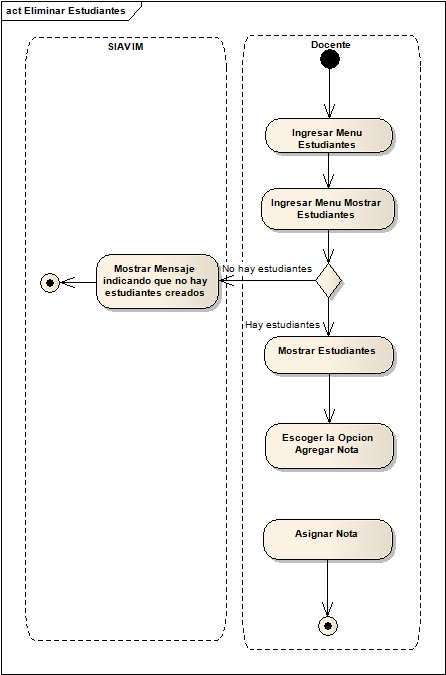 act Eliminar Estudiantes
SIAVIM
Docente
Ingresar Menu
Estudiantes
Ingresar Menu Mostrar
Estudiantes
No hay estudiantes
Mostrar Mensaje
indicando que no hay
estudiantes creados
Hay estudiantes
Mostrar Estudiantes
Escoger la Opcion
Agregar Nota
Asignar Nota